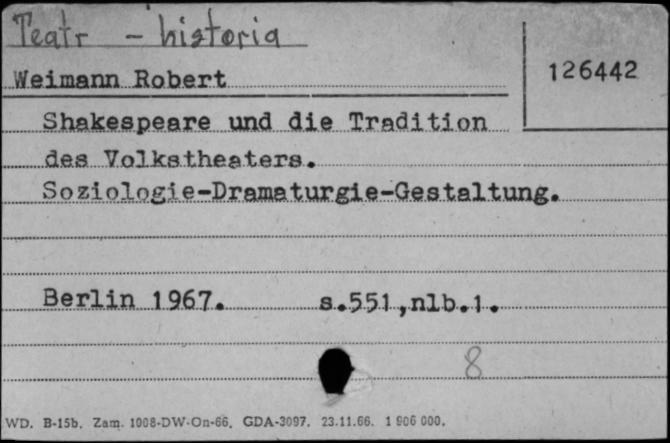 Teatr - historia
Weimann Robert
126442
Shakespeare und die Tradition
des Volkstheaters.
Soziologie-Dramaturgie-Gestaltung.
Berlin 1967. s.551,nlb.1.
8
WD. B-15b. Zam. 1008-DW-On-66. GDA-3097. 23.11.66. 1 906 000.